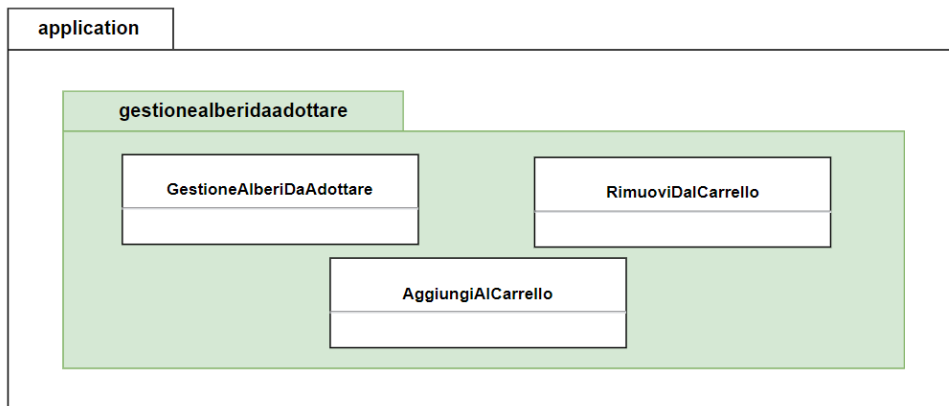 application
gestionealberidaadottare
GestioneAlberiDaAdottare
RimuoviDalCarrello
AggiungiAlCarrello